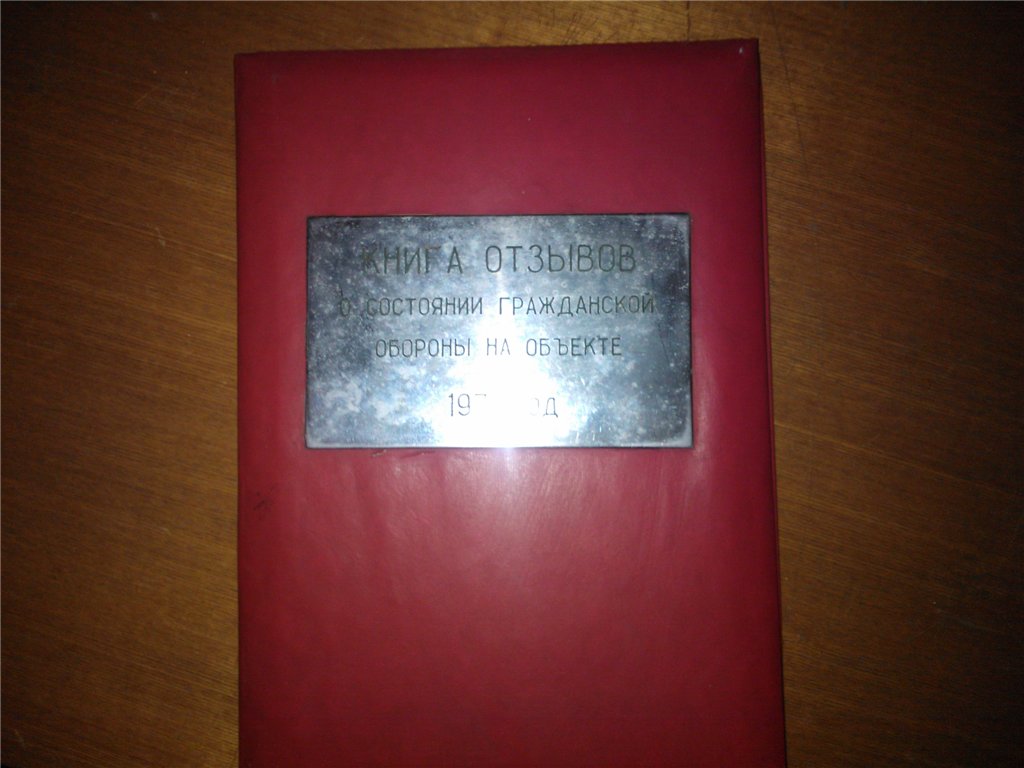 КНИГА ОТЗЫВОВ
О СОСТОЯНИИ ГРАЖДАНСКОЙ
ОБОРОНЫ НА ОБЪЕКТЕ